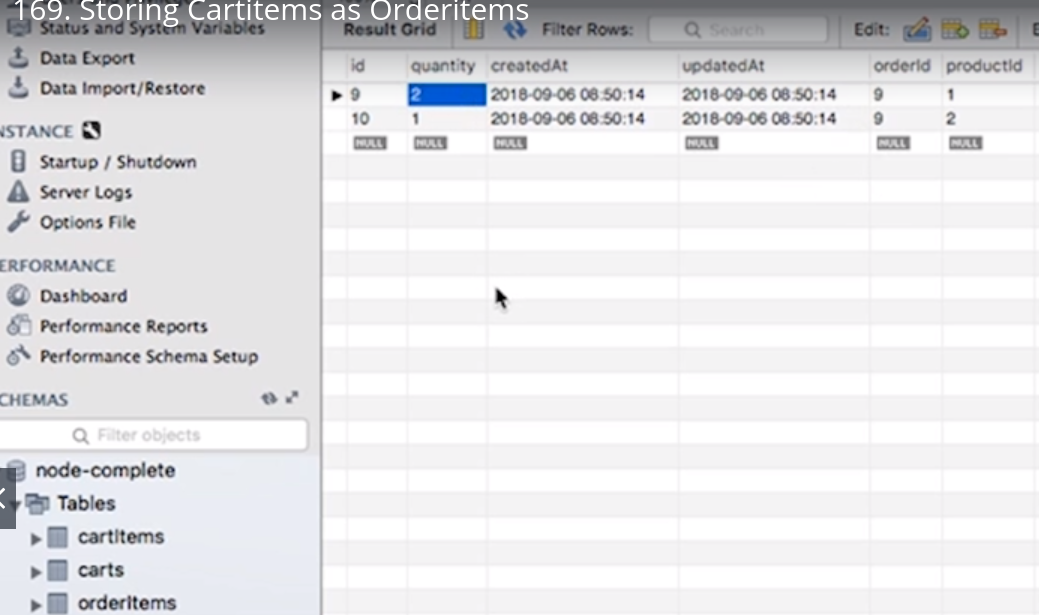 169. Storing Cartitems as Orderitems
Status and System Variables
Data Export
Data Import/Restore
NSTANCE
Startup / Shutdown
Server Logs
Options File
ERFORMANCE
Dashboard
Performance Reports
Performance Schema Setup
CHEMAS
Filter objects
node-complete
Tables
cartItems
carts
orderItems
Result Grid Filter Rows: Search Edit: E
id quantity createdAt updatedAt orderId productId
9 2 2018-09-06 08:50:14 2018-09-06 08:50:14 9 1
10 1 2018-09-06 08:50:14 2018-09-06 08:50:14 9 2
NULL NULL NULL NULL NULL NULL